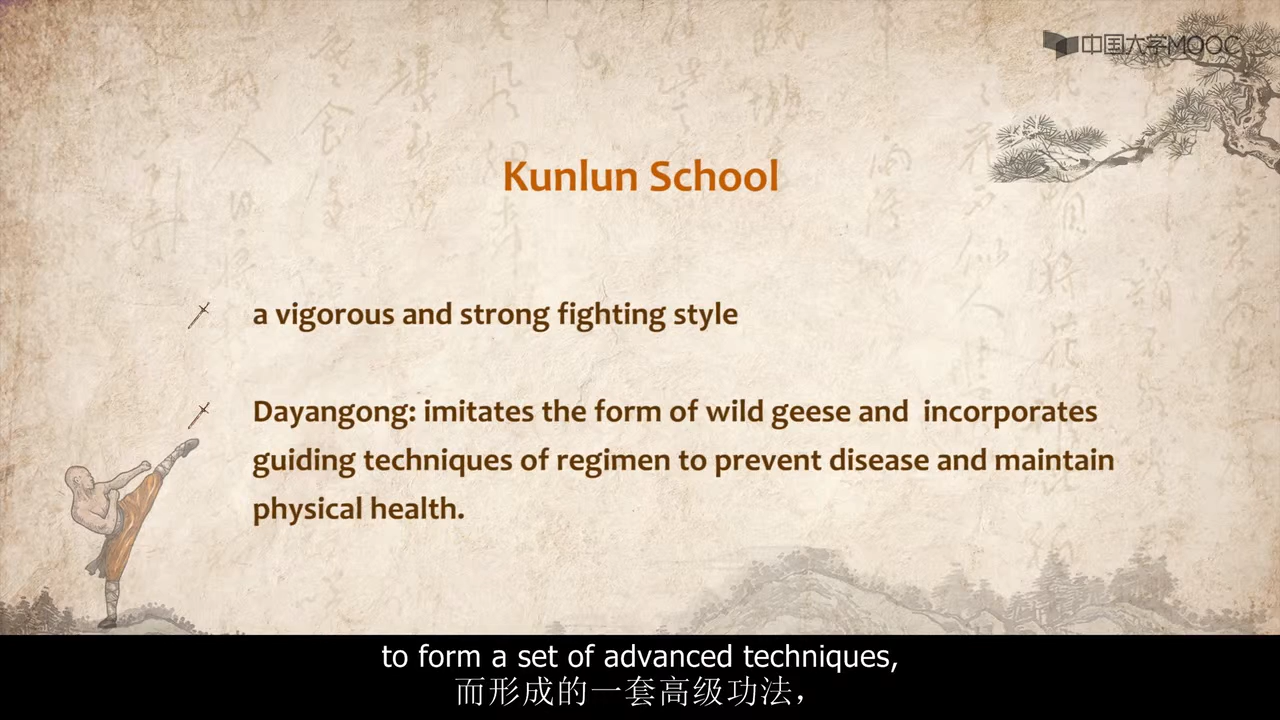 中国大学MOOC
Kunlun School
a vigorous and strong fighting style
Dayangong: imitates the form of wild geese and incorporates
guiding techniques of regimen to prevent disease and maintain
physical health.
to form a set of advanced techniques,
而形成的一套高级功法，